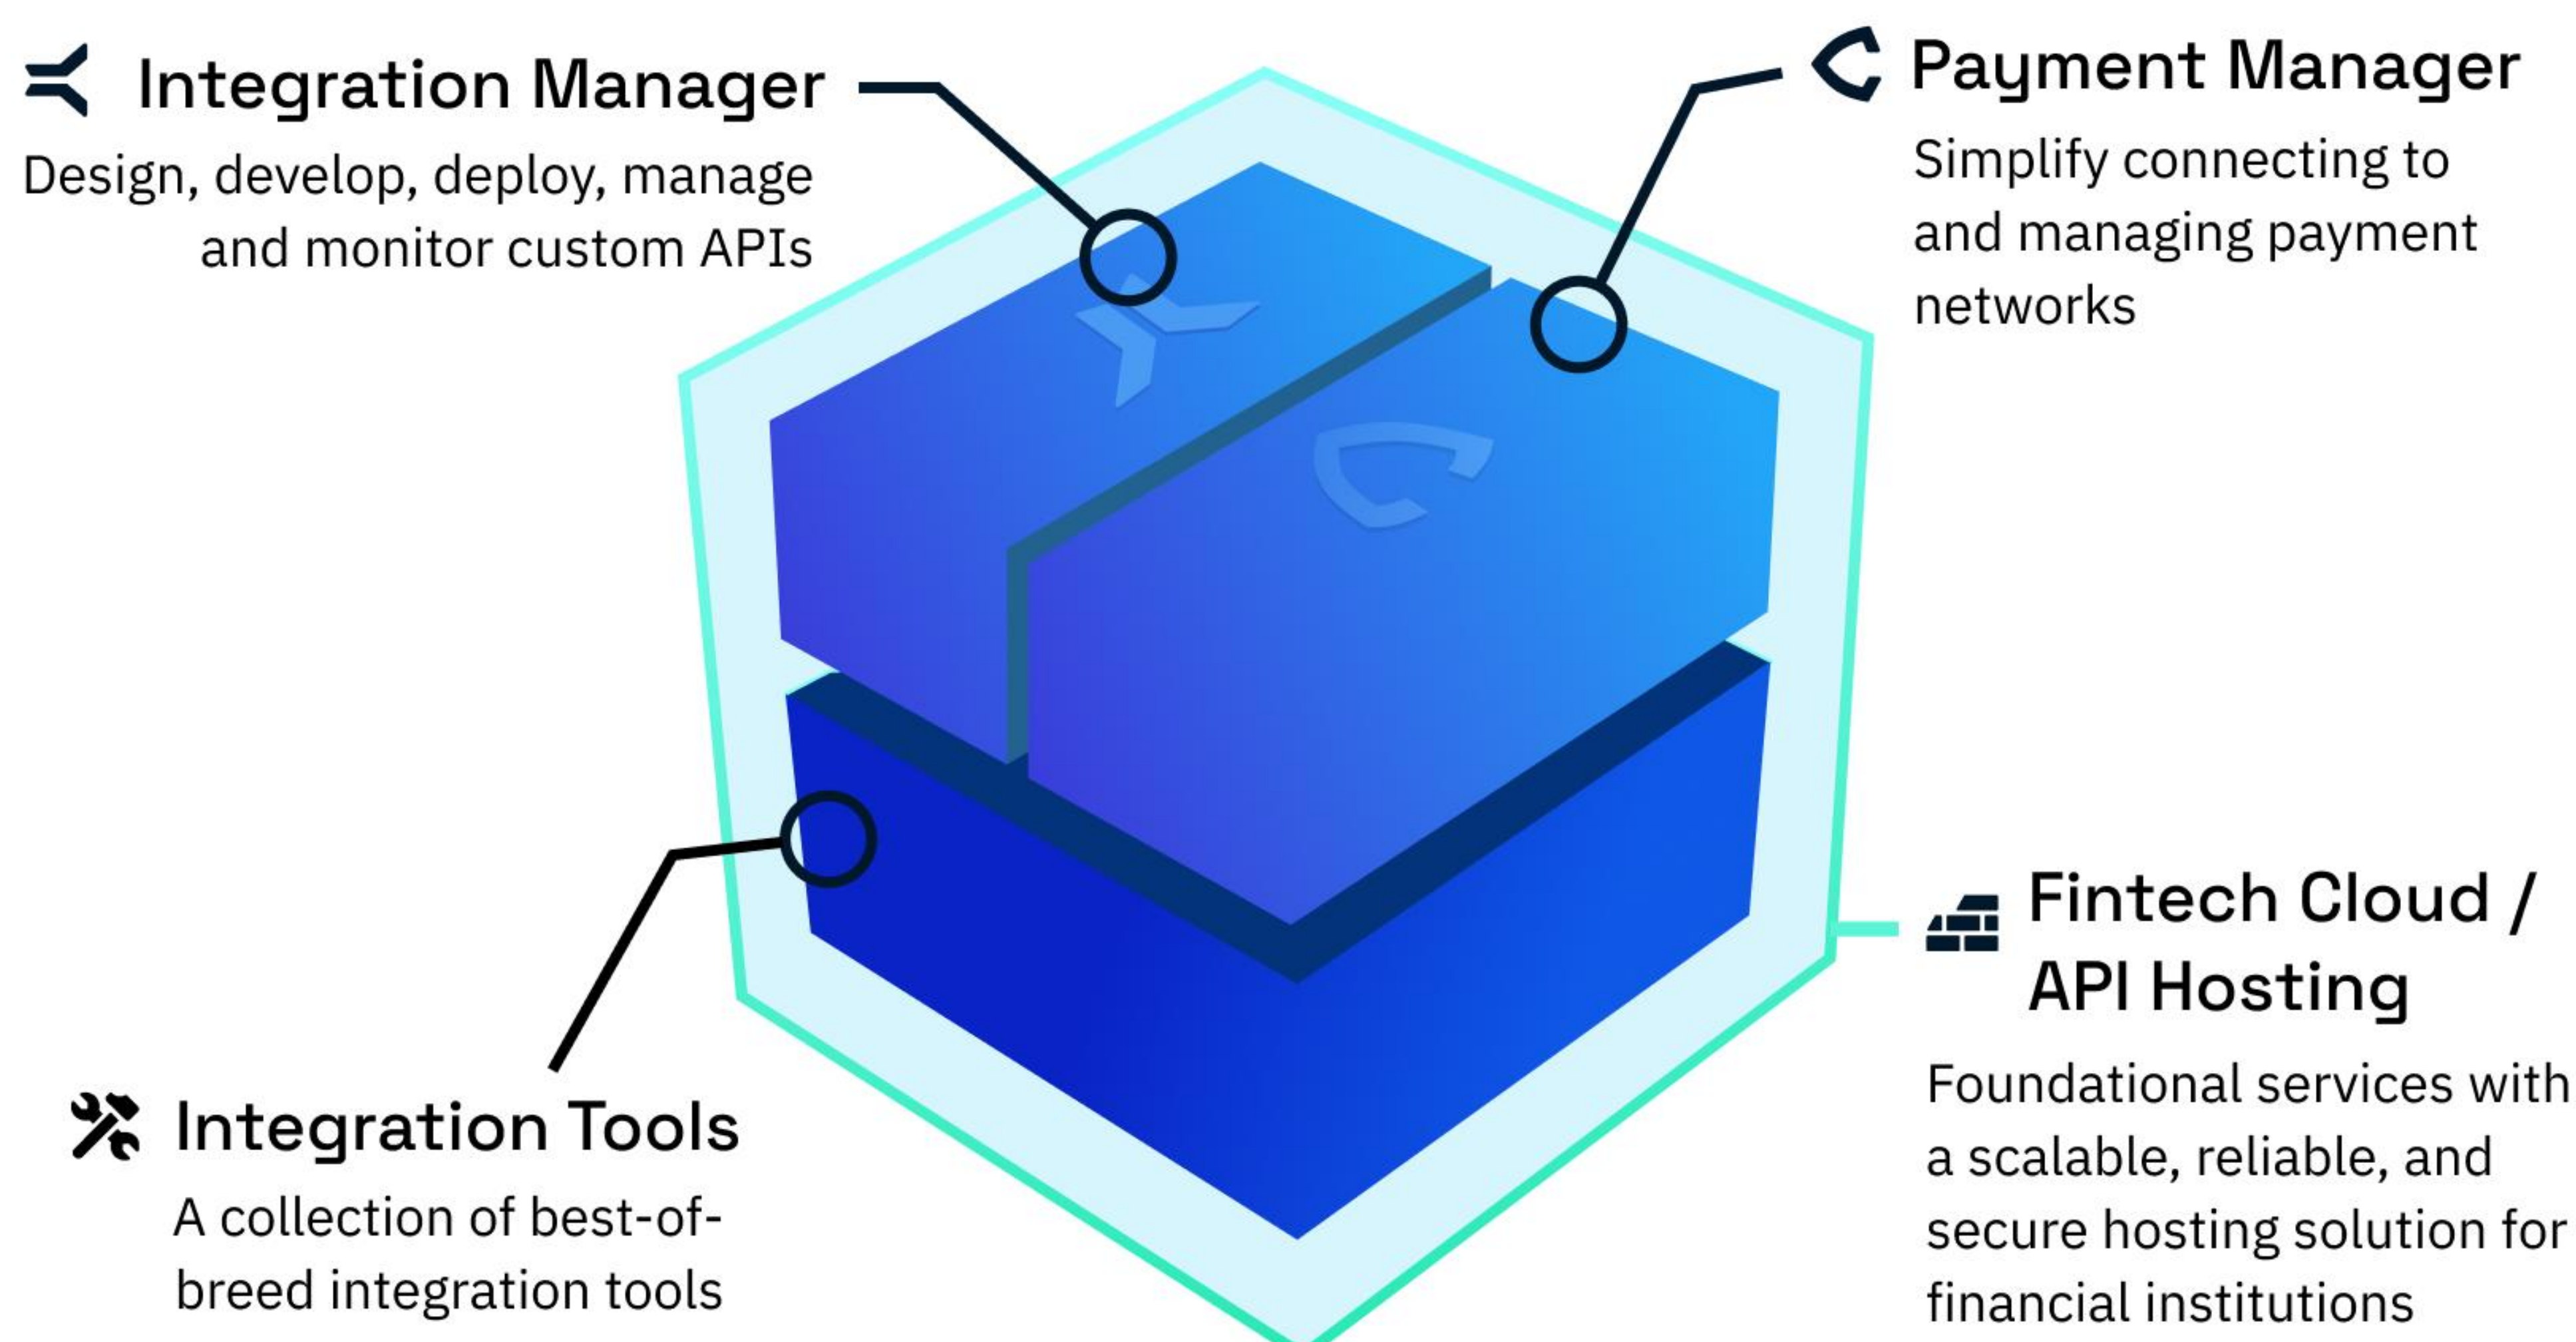 Integration Manager
Design, develop, deploy, manage
and monitor custom APIs
Payment Manager
Simplify connecting to
and managing payment
networks
Integration Tools
A collection of best-of-
breed integration tools
Fintech Cloud /
API Hosting
Foundational services with
a scalable, reliable, and
secure hosting solution for
financial institutions